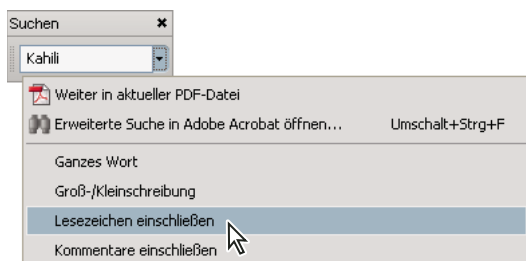 Suchen
Kahili
Weiter in aktueller PDF-Datei
Erweiterte Suche in Adobe Acrobat öffnen... Umschalt+Strg+F
Ganzes Wort
Groß-/Kleinschreibung
Lesezeichen einschließen
Kommentare einschließen